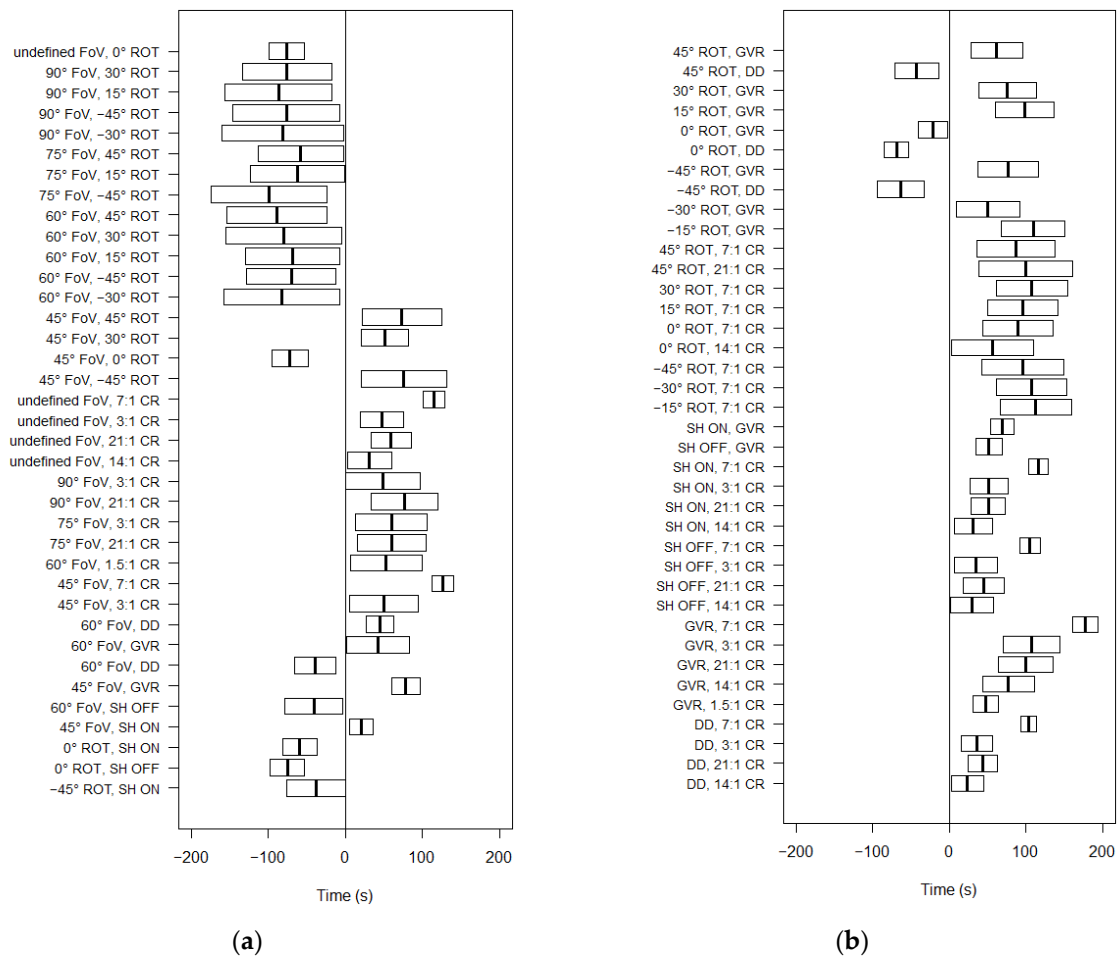 undefined FoV, 0° ROT
90° FoV, 30° ROT
90° FoV, 15° ROT
90° FoV, −45° ROT
90° FoV, −30° ROT
75° FoV, 45° ROT
75° FoV, 15° ROT
75° FoV, −45° ROT
60° FoV, 45° ROT
60° FoV, 30° ROT
60° FoV, 15° ROT
60° FoV, −45° ROT
60° FoV, −30° ROT
45° FoV, 45° ROT
45° FoV, 30° ROT
45° FoV, 0° ROT
45° FoV, −45° ROT
undefined FoV, 7:1 CR
undefined FoV, 3:1 CR
undefined FoV, 21:1 CR
undefined FoV, 14:1 CR
90° FoV, 3:1 CR
90° FoV, 21:1 CR
75° FoV, 3:1 CR
75° FoV, 21:1 CR
60° FoV, 1.5:1 CR
45° FoV, 7:1 CR
45° FoV, 3:1 CR
60° FoV, DD
60° FoV, GVR
60° FoV, DD
45° FoV, GVR
60° FoV, SH OFF
45° FoV, SH ON
0° ROT, SH ON
0° ROT, SH OFF
−45° ROT, SH ON
−200 −100 0 100 200
Time (s)
(a)
45° ROT, GVR
45° ROT, DD
30° ROT, GVR
15° ROT, GVR
0° ROT, GVR
0° ROT, DD
−45° ROT, GVR
−45° ROT, DD
−30° ROT, GVR
−15° ROT, GVR
45° ROT, 7:1 CR
45° ROT, 21:1 CR
30° ROT, 7:1 CR
15° ROT, 7:1 CR
0° ROT, 7:1 CR
0° ROT, 14:1 CR
−45° ROT, 7:1 CR
−30° ROT, 7:1 CR
−15° ROT, 7:1 CR
SH ON, GVR
SH OFF, GVR
SH ON, 7:1 CR
SH ON, 3:1 CR
SH ON, 21:1 CR
SH ON, 14:1 CR
SH OFF, 7:1 CR
SH OFF, 3:1 CR
SH OFF, 21:1 CR
SH OFF, 14:1 CR
GVR, 7:1 CR
GVR, 3:1 CR
GVR, 21:1 CR
GVR, 14:1 CR
GVR, 1.5:1 CR
DD, 7:1 CR
DD, 3:1 CR
DD, 21:1 CR
DD, 14:1 CR
−200 −100 0 100 200
Time (s)
(b)